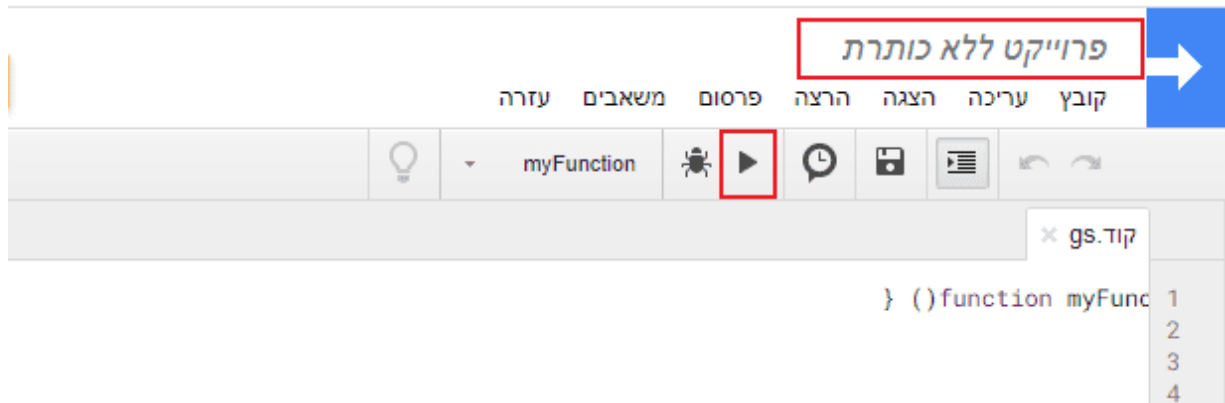 פרוייקט ללא כותרת
קובץ עריכה הצגה הרצה פרסום משאבים עזרה
myFunction
קוד.gs ×
1 function myFunc() {
2
3
4